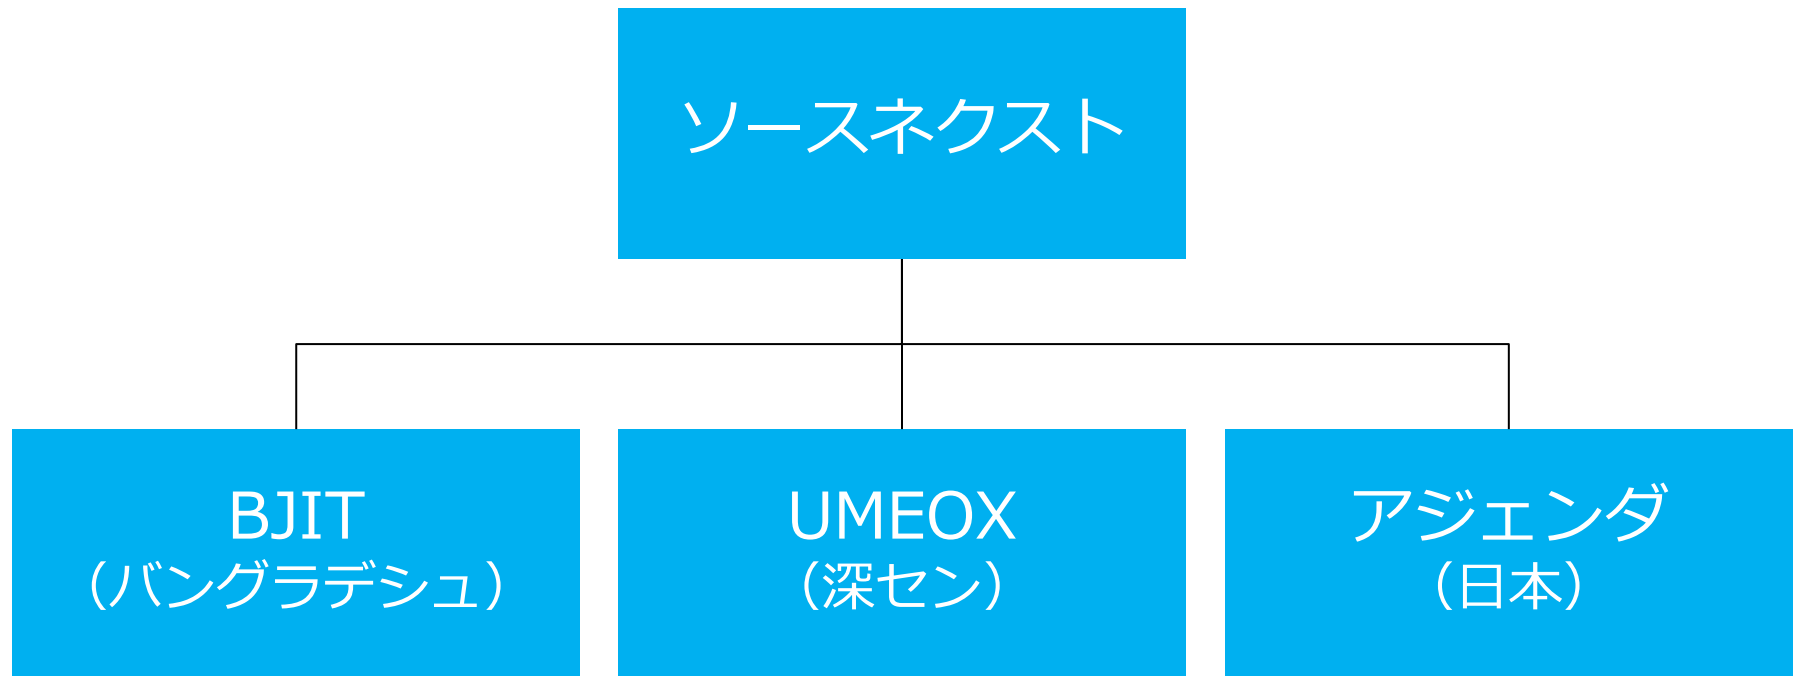 ソースネクスト
BJIT
（バングラデシュ）
UMEOX
（深セン）
アジェンダ
（日本）